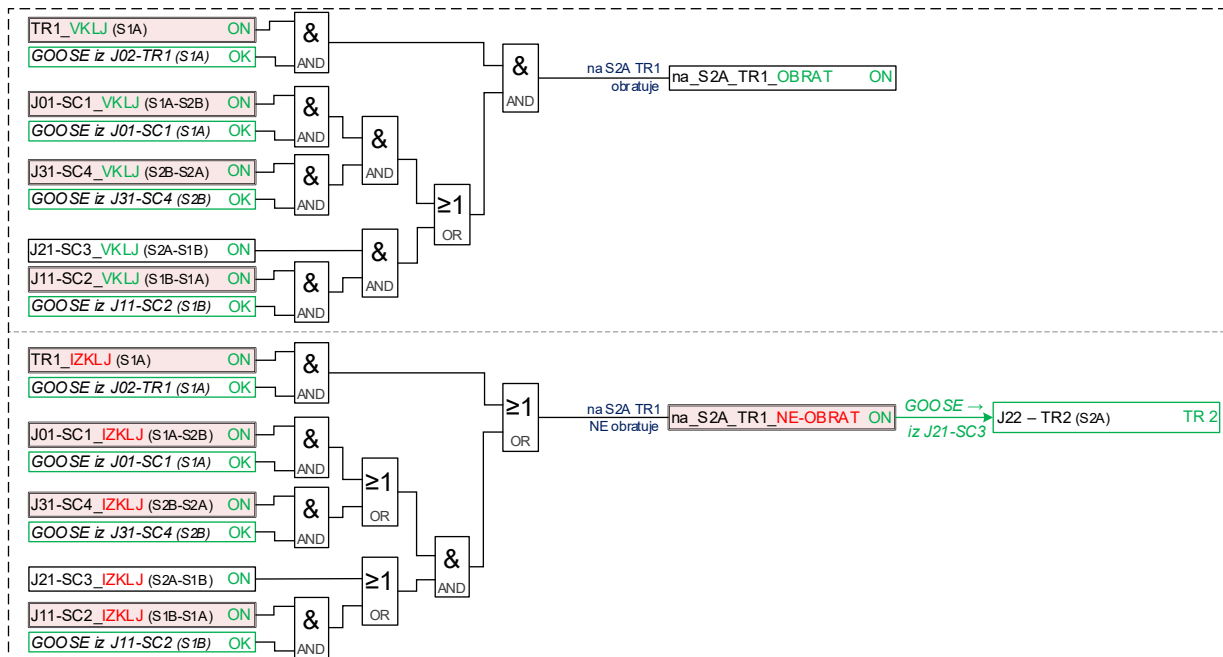 TR1_VKLJ (S1A) ON
GOOSE iz J02-TR1 (S1A) OK
&
AND
J01-SC1_VKLJ (S1A-S2B) ON
GOOSE iz J01-SC1 (S1A) OK
&
AND
J31-SC4_VKLJ (S2B-S2A) ON
GOOSE iz J31-SC4 (S2B) OK
&
AND
&
AND
J21-SC3_VKLJ (S2A-S1B) ON
J11-SC2_VKLJ (S1B-S1A) ON
GOOSE iz J11-SC2 (S1B) OK
&
AND
&
AND
≥1
OR
&
AND
na S2A TR1
obratuje
na_S2A_TR1_OBRAT ON
TR1_IZKLJ (S1A) ON
GOOSE iz J02-TR1 (S1A) OK
&
AND
J01-SC1_IZKLJ (S1A-S2B) ON
GOOSE iz J01-SC1 (S1A) OK
&
AND
J31-SC4_IZKLJ (S2B-S2A) ON
GOOSE iz J31-SC4 (S2B) OK
&
AND
≥1
OR
J21-SC3_IZKLJ (S2A-S1B) ON
J11-SC2_IZKLJ (S1B-S1A) ON
GOOSE iz J11-SC2 (S1B) OK
&
AND
≥1
OR
&
AND
≥1
OR
na S2A TR1
NE obratuje
na_S2A_TR1_NE-OBRAT ON
GOOSE →
iz J21-SC3
J22 – TR2 (S2A) TR 2